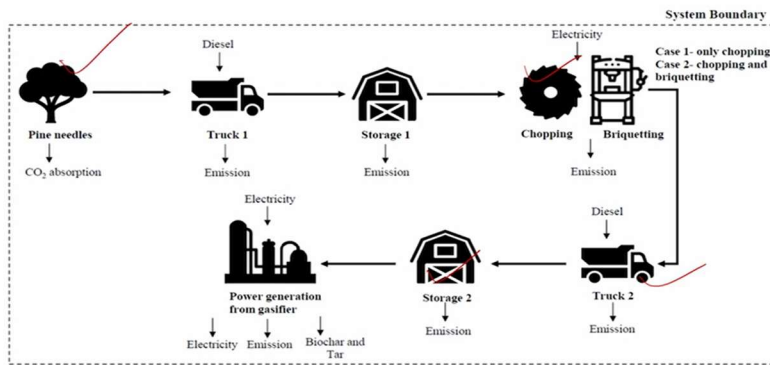 System Boundary
Diesel
Electricity
Case 1- only chopping
Case 2- chopping and
briquetting
Pine needles
Truck 1
Storage 1
Chopping
Briquetting
CO₂ absorption
Emission
Emission
Emission
Electricity
Diesel
Power generation
from gasifier
Storage 2
Truck 2
Electricity
Emission
Biochar and
Tar
Emission
Emission